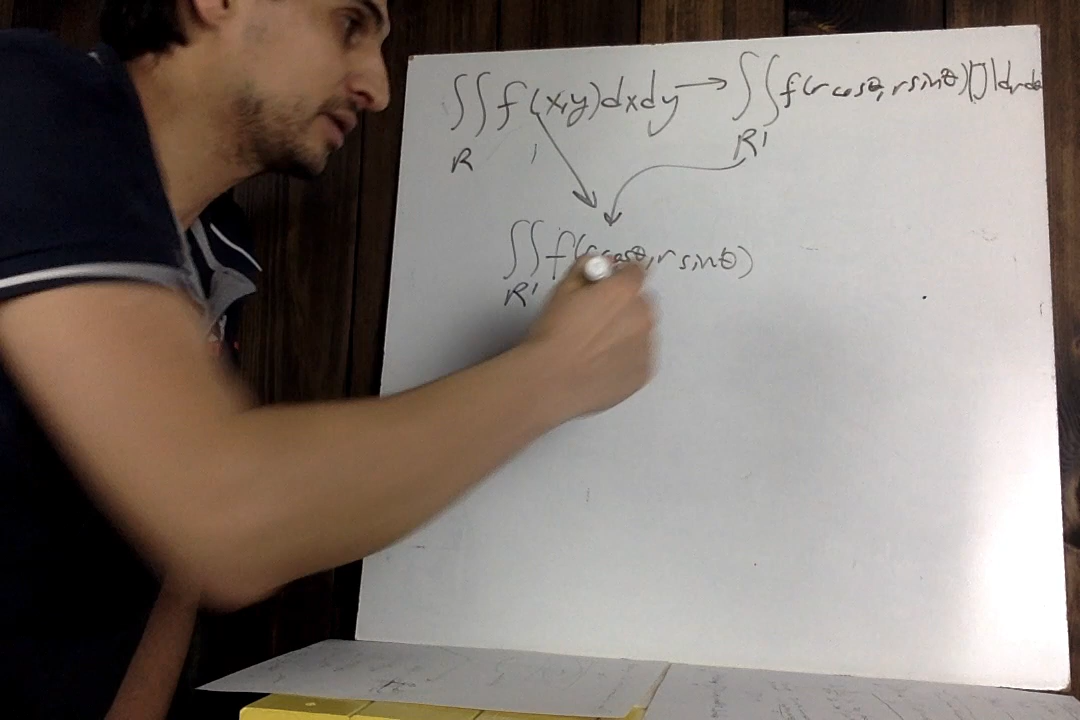 ∬ f(x,y)dxdy → ∬ f(r cosθ, r sinθ)|J|drdθ
R R'
∬ f(r cosθ, r sinθ)
R'